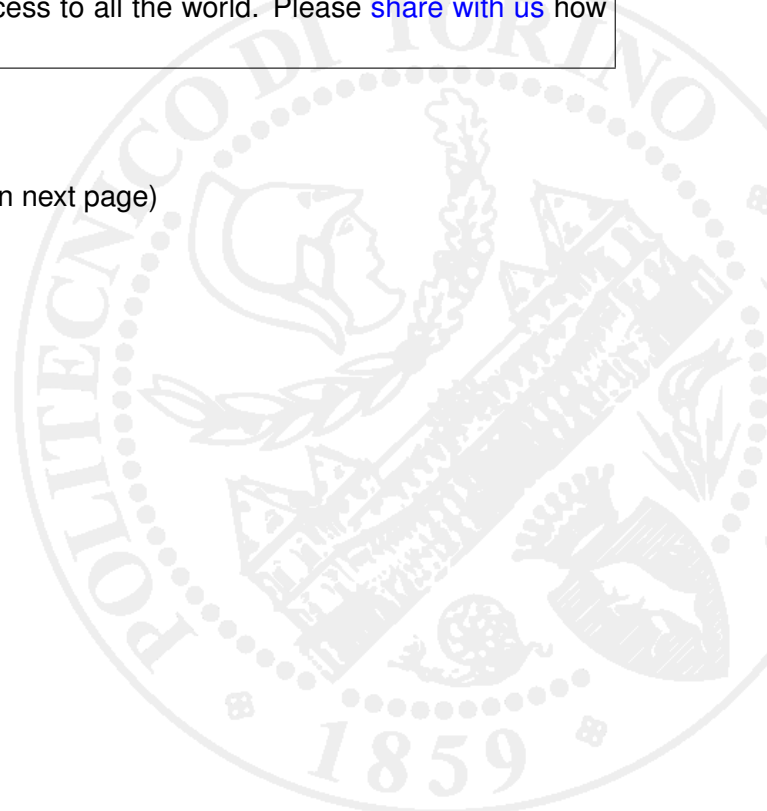 cess to all the world. Please share with us how
n next page)
POLITECNICO DI TORINO
1859